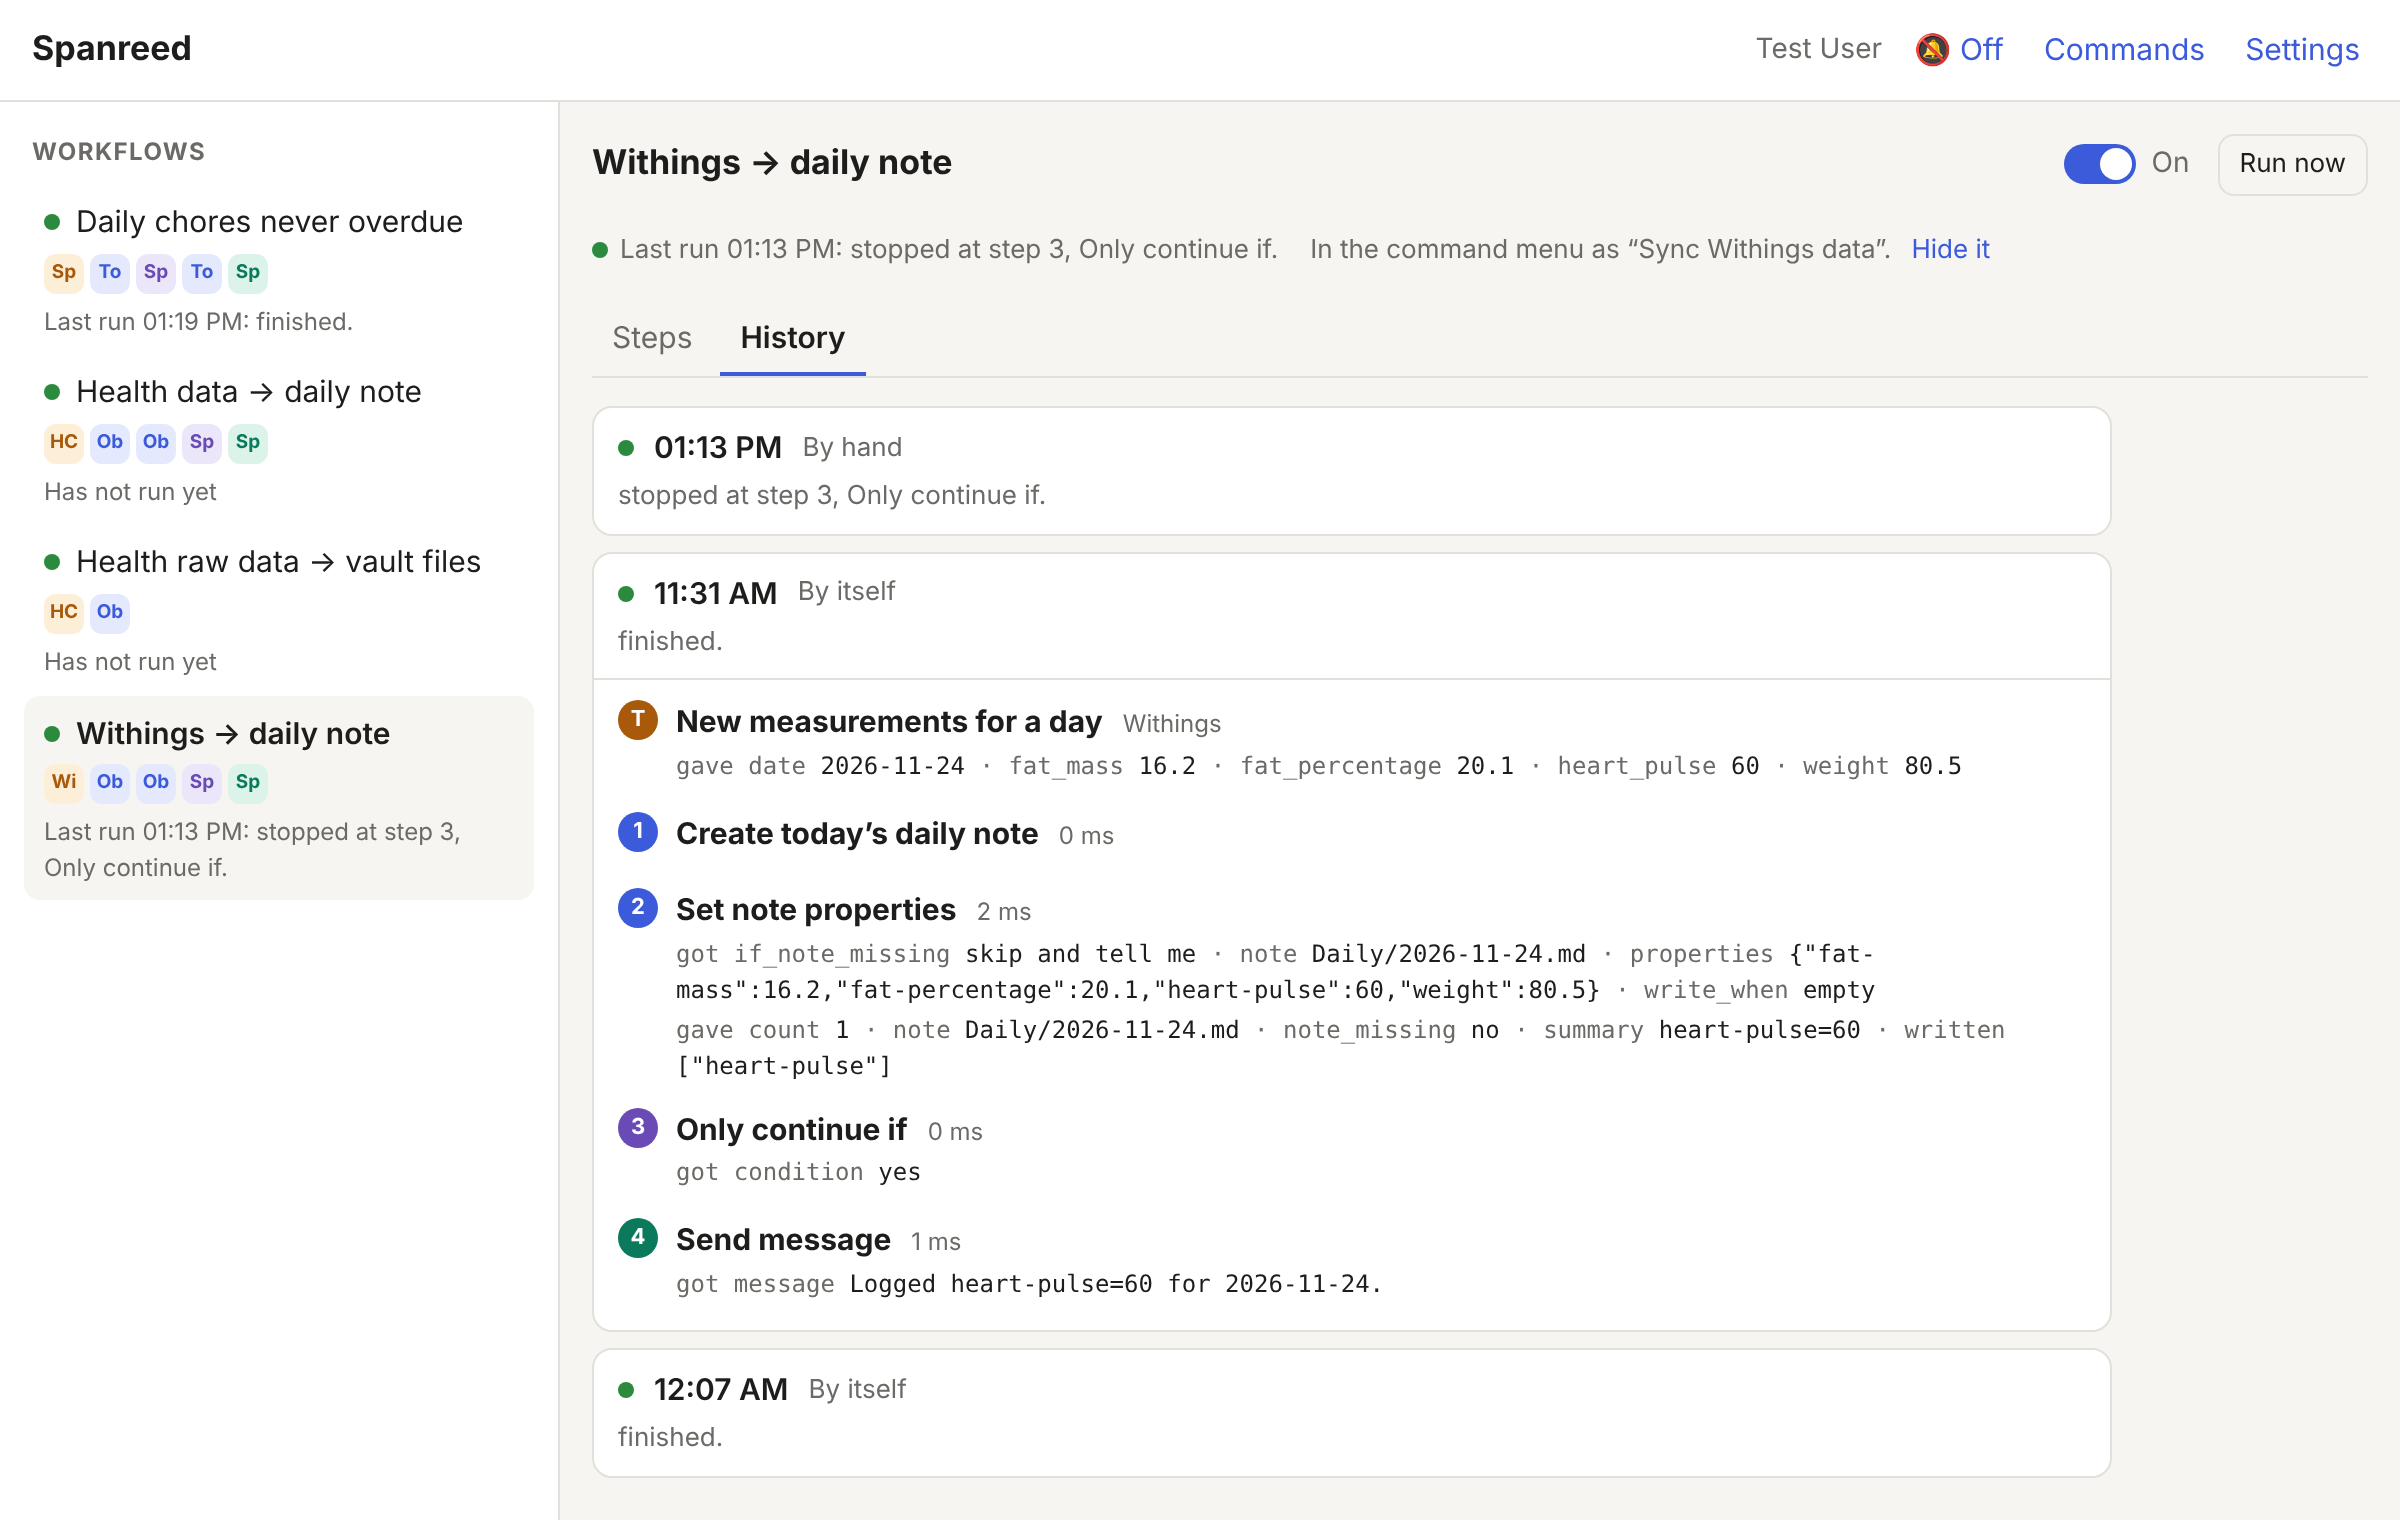 Spanreed
Test User
Off
Commands
Settings
WORKFLOWS
Daily chores never overdue
Sp To Sp To Sp
Last run 01:19 PM: finished.
Health data → daily note
HC Ob Ob Sp Sp
Has not run yet
Health raw data → vault files
HC Ob
Has not run yet
Withings → daily note
Wi Ob Ob Sp Sp
Last run 01:13 PM: stopped at step 3,
Only continue if.
Withings → daily note
On
Run now
Last run 01:13 PM: stopped at step 3, Only continue if. In the command menu as “Sync Withings data”. Hide it
Steps
History
01:13 PM By hand
stopped at step 3, Only continue if.
11:31 AM By itself
finished.
T New measurements for a day Withings
gave date 2026-11-24 · fat_mass 16.2 · fat_percentage 20.1 · heart_pulse 60 · weight 80.5
1 Create today’s daily note 0 ms
2 Set note properties 2 ms
got if_note_missing skip and tell me · note Daily/2026-11-24.md · properties {"fat-
mass":16.2,"fat-percentage":20.1,"heart-pulse":60,"weight":80.5} · write_when empty
gave count 1 · note Daily/2026-11-24.md · note_missing no · summary heart-pulse=60 · written
["heart-pulse"]
3 Only continue if 0 ms
got condition yes
4 Send message 1 ms
got message Logged heart-pulse=60 for 2026-11-24.
12:07 AM By itself
finished.